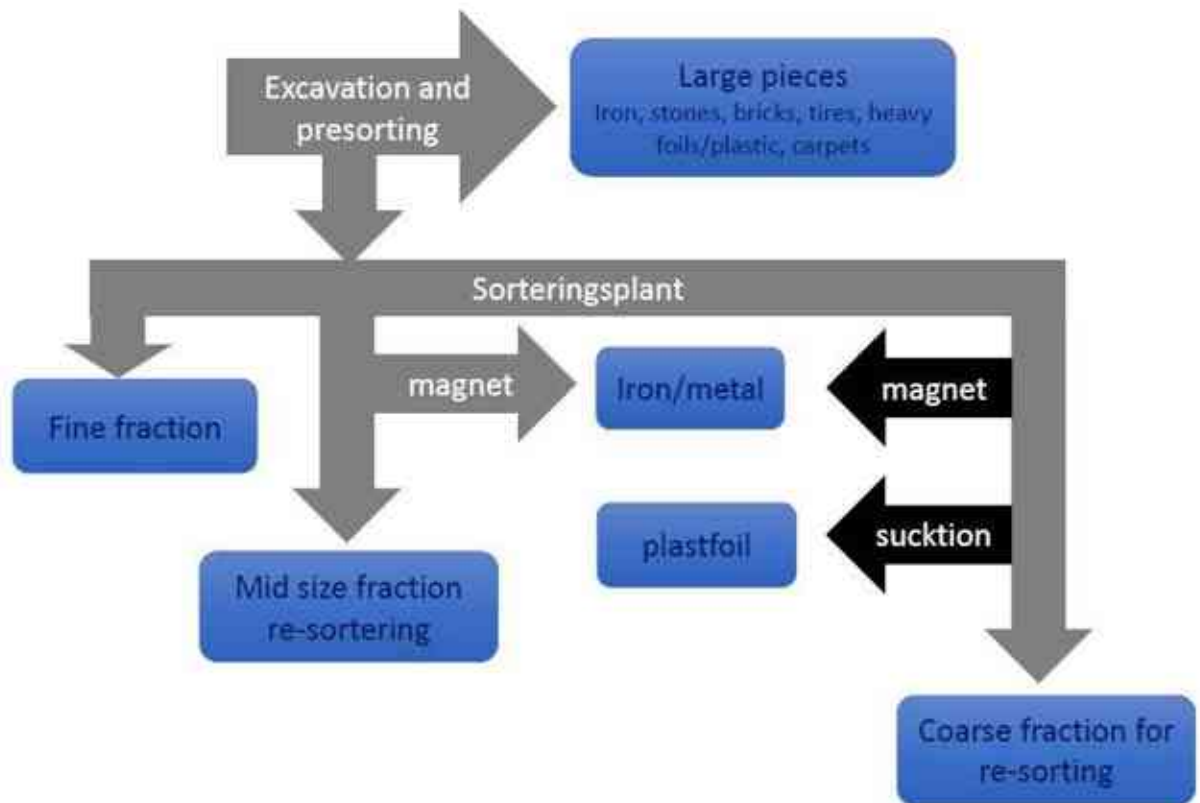 Excavation and
presorting
Large pieces
Iron, stones, bricks, tires, heavy
foils/plastic, carpets
Sorteringsplant
magnet
Iron/metal
magnet
Fine fraction
plastfoil
sucktion
Mid size fraction
re-sortering
Coarse fraction for
re-sorting